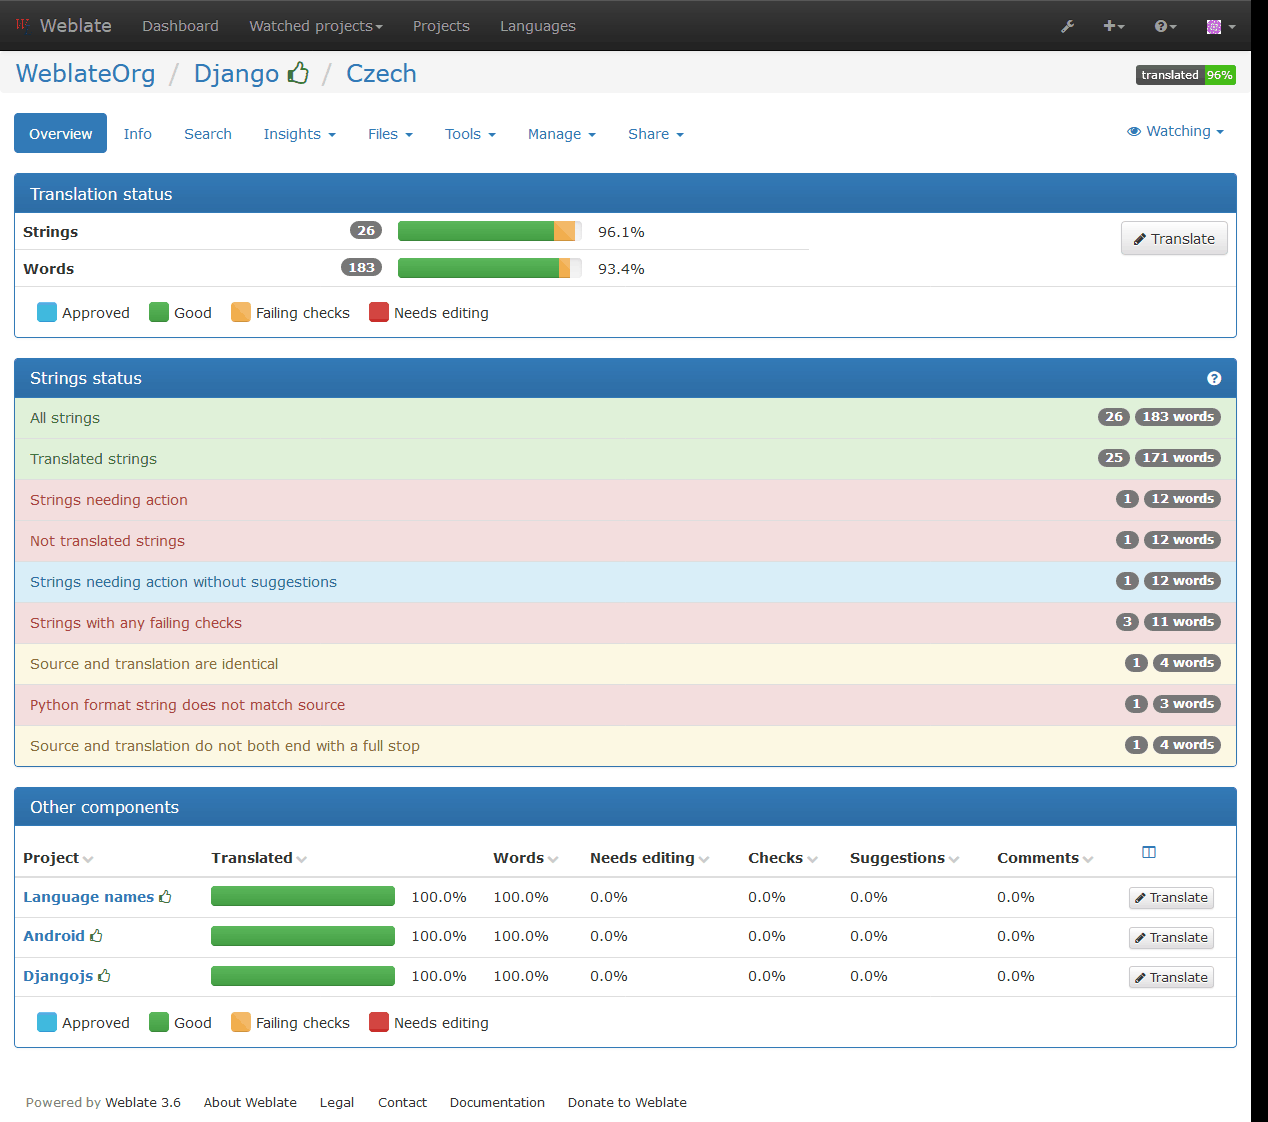 Weblate Dashboard Watched projects Projects Languages
WeblateOrg / Django / Czech translated 96%
Overview Info Search Insights Files Tools Manage Share Watching
Translation status
Strings 26 96.1% Translate
Words 183 93.4%
Approved Good Failing checks Needs editing
Strings status
All strings 26 183 words
Translated strings 25 171 words
Strings needing action 1 12 words
Not translated strings 1 12 words
Strings needing action without suggestions 1 12 words
Strings with any failing checks 3 11 words
Source and translation are identical 1 4 words
Python format string does not match source 1 3 words
Source and translation do not both end with a full stop 1 4 words
Other components
Project Translated Words Needs editing Checks Suggestions Comments
Language names 100.0% 100.0% 0.0% 0.0% 0.0% 0.0% Translate
Android 100.0% 100.0% 0.0% 0.0% 0.0% 0.0% Translate
Djangojs 100.0% 100.0% 0.0% 0.0% 0.0% 0.0% Translate
Approved Good Failing checks Needs editing
Powered by Weblate 3.6 About Weblate Legal Contact Documentation Donate to Weblate